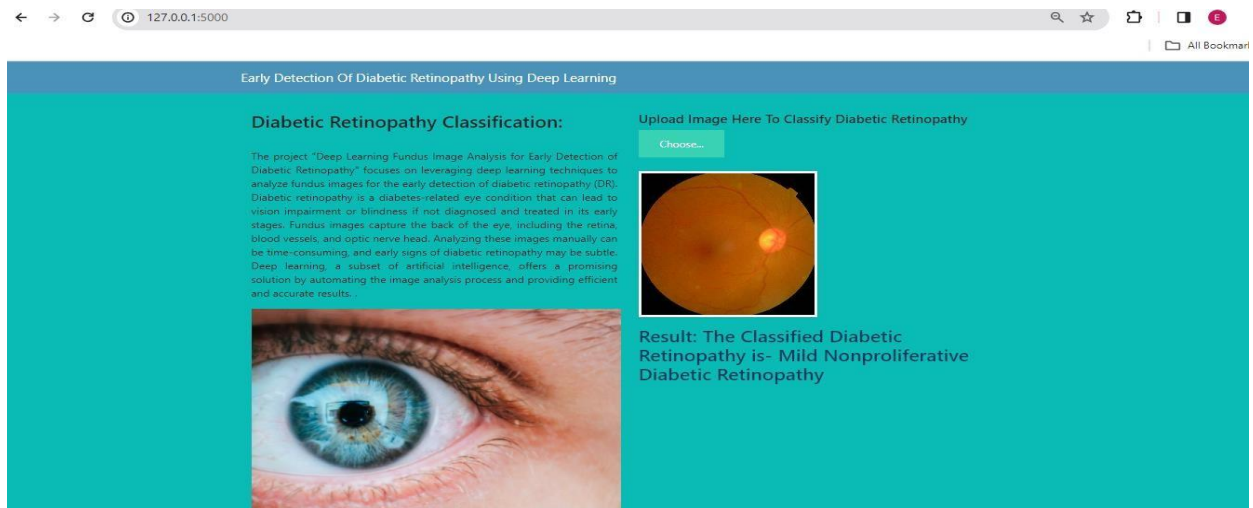 127.0.0.1:5000
E
All Bookmar
Early Detection Of Diabetic Retinopathy Using Deep Learning
Diabetic Retinopathy Classification:
The project "Deep Learning Fundus Image Analysis for Early Detection of
Diabetic Retinopathy" focuses on leveraging deep learning techniques to
analyze fundus images for the early detection of diabetic retinopathy (DR).
Diabetic retinopathy is a diabetes-related eye condition that can lead to
vision impairment or blindness if not diagnosed and treated in its early
stages. Fundus images capture the back of the eye, including the retina,
blood vessels, and optic nerve head. Analyzing these images manually can
be time-consuming, and early signs of diabetic retinopathy may be subtle.
Deep learning, a subset of artificial intelligence, offers a promising
solution by automating the image analysis process and providing efficient
and accurate results. .
Upload Image Here To Classify Diabetic Retinopathy
Choose...
Result: The Classified Diabetic
Retinopathy is- Mild Nonproliferative
Diabetic Retinopathy